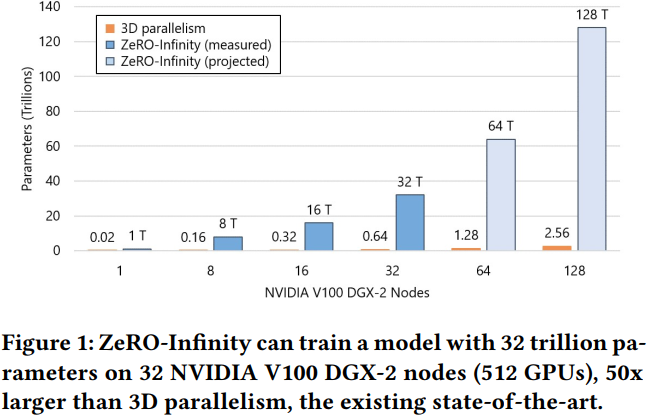 140
120
100
80
60
40
20
0
Parameters (Trillions)
3D parallelism
ZeRO-Infinity (measured)
ZeRO-Infinity (projected)
0.02 1 T
0.16 8 T
0.32 16 T
0.64 32 T
1.28 64 T
2.56 128 T
1 8 16 32 64 128
NVIDIA V100 DGX-2 Nodes
Figure 1: ZeRO-Infinity can train a model with 32 trillion pa-
rameters on 32 NVIDIA V100 DGX-2 nodes (512 GPUs), 50x
larger than 3D parallelism, the existing state-of-the-art.